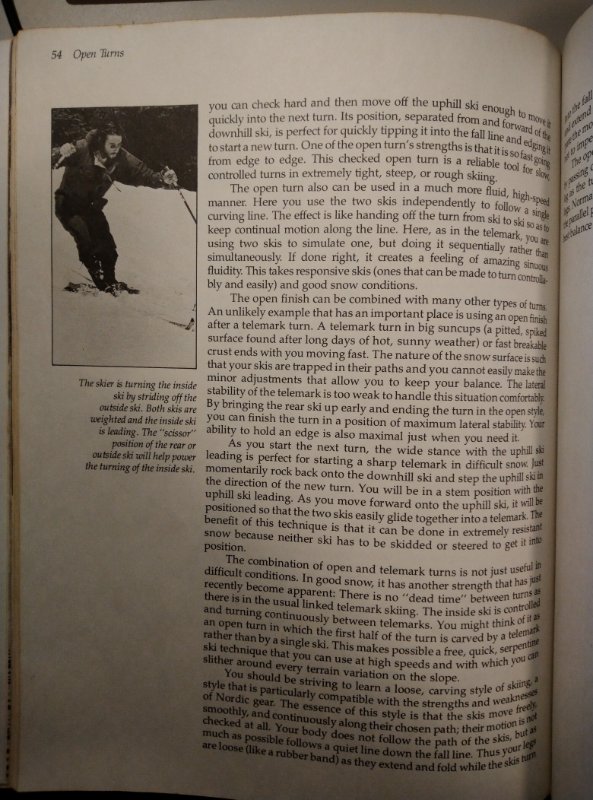 54 Open Turns
you can check hard and then move off the uphill ski enough to move it
quickly into the next turn. Its position, separated from and forward of the
downhill ski, is perfect for quickly tipping it into the fall line and edging it
to start a new turn. One of the open turn's strengths is that it is so fast going
from edge to edge. This checked open turn is a reliable tool for slow,
controlled turns in extremely tight, steep, or rough skiing.
The open turn also can be used in a much more fluid, high-speed
manner. Here you use the two skis independently to follow a single
curving line. The effect is like handing off the turn from ski to ski so as to
keep continual motion along the line. Here, as in the telemark, you are
using two skis to simulate one, but doing it sequentially rather than
simultaneously. If done right, it creates a feeling of amazing sinuous
fluidity. This takes responsive skis (ones that can be made to turn controlla-
bly and easily) and good snow conditions.
The open finish can be combined with many other types of turns.
An unlikely example that has an important place is using an open finish
after a telemark turn. A telemark turn in big suncups (a pitted, spiked
surface found after long days of hot, sunny weather) or fast breakable
crust ends with you moving fast. The nature of the snow surface is such
that your skis are trapped in their paths and you cannot easily make the
minor adjustments that allow you to keep your balance. The lateral
stability of the telemark is too weak to handle this situation comfortably.
By bringing the rear ski up early and ending the turn in the open style,
you can finish the turn in a position of maximum lateral stability. Your
ability to hold an edge is also maximal just when you need it.
As you start the next turn, the wide stance with the uphill ski
leading is perfect for starting a sharp telemark in difficult snow. Just
momentarily rock back onto the downhill ski and step the uphill ski in
the direction of the new turn. You will be in a stem position with the
uphill ski leading. As you move forward onto the uphill ski, it will be
positioned so that the two skis easily glide together into a telemark. The
benefit of this technique is that it can be done in extremely resistant
snow because neither ski has to be skidded or steered to get it into
position.
The combination of open and telemark turns is not just useful in
difficult conditions. In good snow, it has another strength that has just
recently become apparent: There is no "dead time" between turns as
there is in the usual linked telemark skiing. The inside ski is controlled
and turning continuously between telemarks. You might think of it as
an open turn in which the first half of the turn is carved by a telemark
rather than by a single ski. This makes possible a free, quick, serpentine
ski technique that you can use at high speeds and with which you can
slither around every terrain variation on the slope.
You should be striving to learn a loose, carving style of skiing, a
style that is particularly compatible with the strengths and weaknesses
of Nordic gear. The essence of this style is that the skis move freely,
smoothly, and continuously along their chosen path; their motion is not
checked at all. Your body does not follow the path of the skis, but as
much as possible follows a quiet line down the fall line. Thus your legs
are loose (like a rubber band) as they extend and fold while the skis turn
The skier is turning the inside
ski by striding off the
outside ski. Both skis are
weighted and the inside ski
is leading. The "scissor"
position of the rear or
outside ski will help power
the turning of the inside ski.